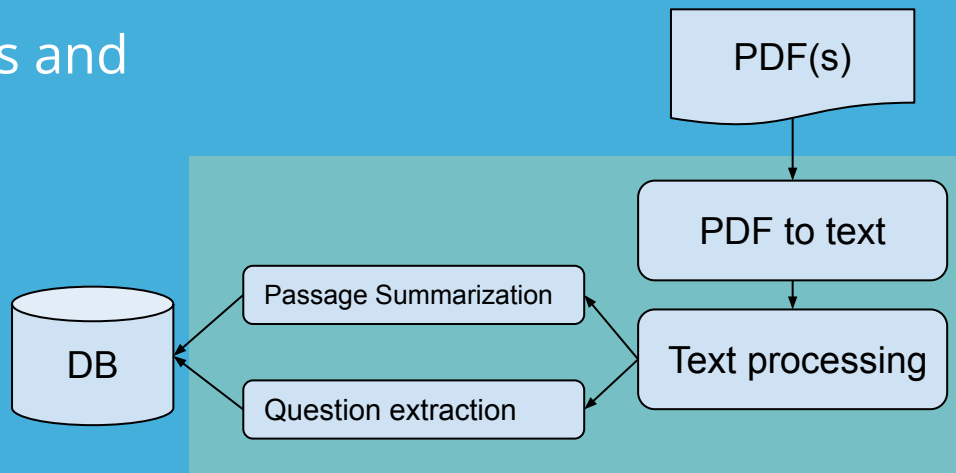 s and
PDF(s)
PDF to text
Passage Summarization
Text processing
DB
Question extraction